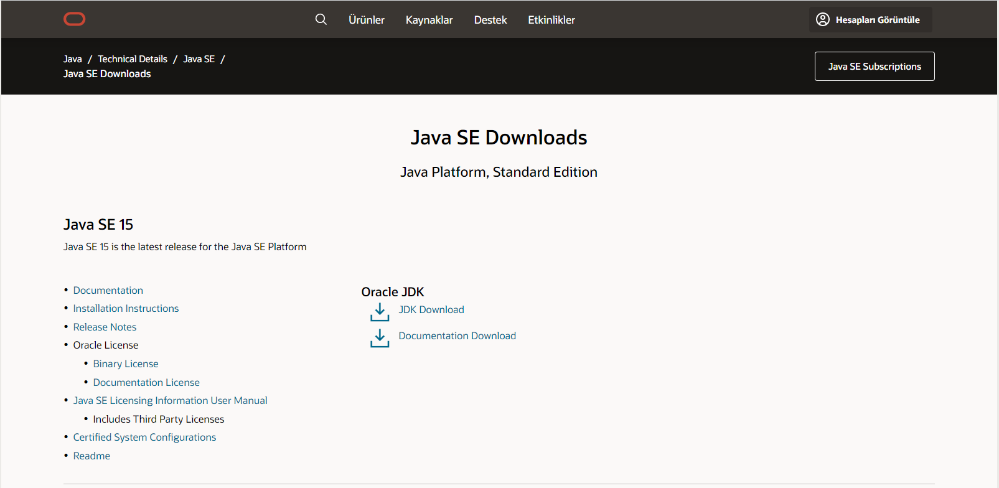 Ürünler Kaynaklar Destek Etkinlikler Hesapları Görüntüle
Java / Technical Details / Java SE /
Java SE Downloads
Java SE Subscriptions
Java SE Downloads
Java Platform, Standard Edition
Java SE 15
Java SE 15 is the latest release for the Java SE Platform
• Documentation
• Installation Instructions
• Release Notes
• Oracle License
• Binary License
• Documentation License
• Java SE Licensing Information User Manual
• Includes Third Party Licenses
• Certified System Configurations
• Readme
Oracle JDK
JDK Download
Documentation Download